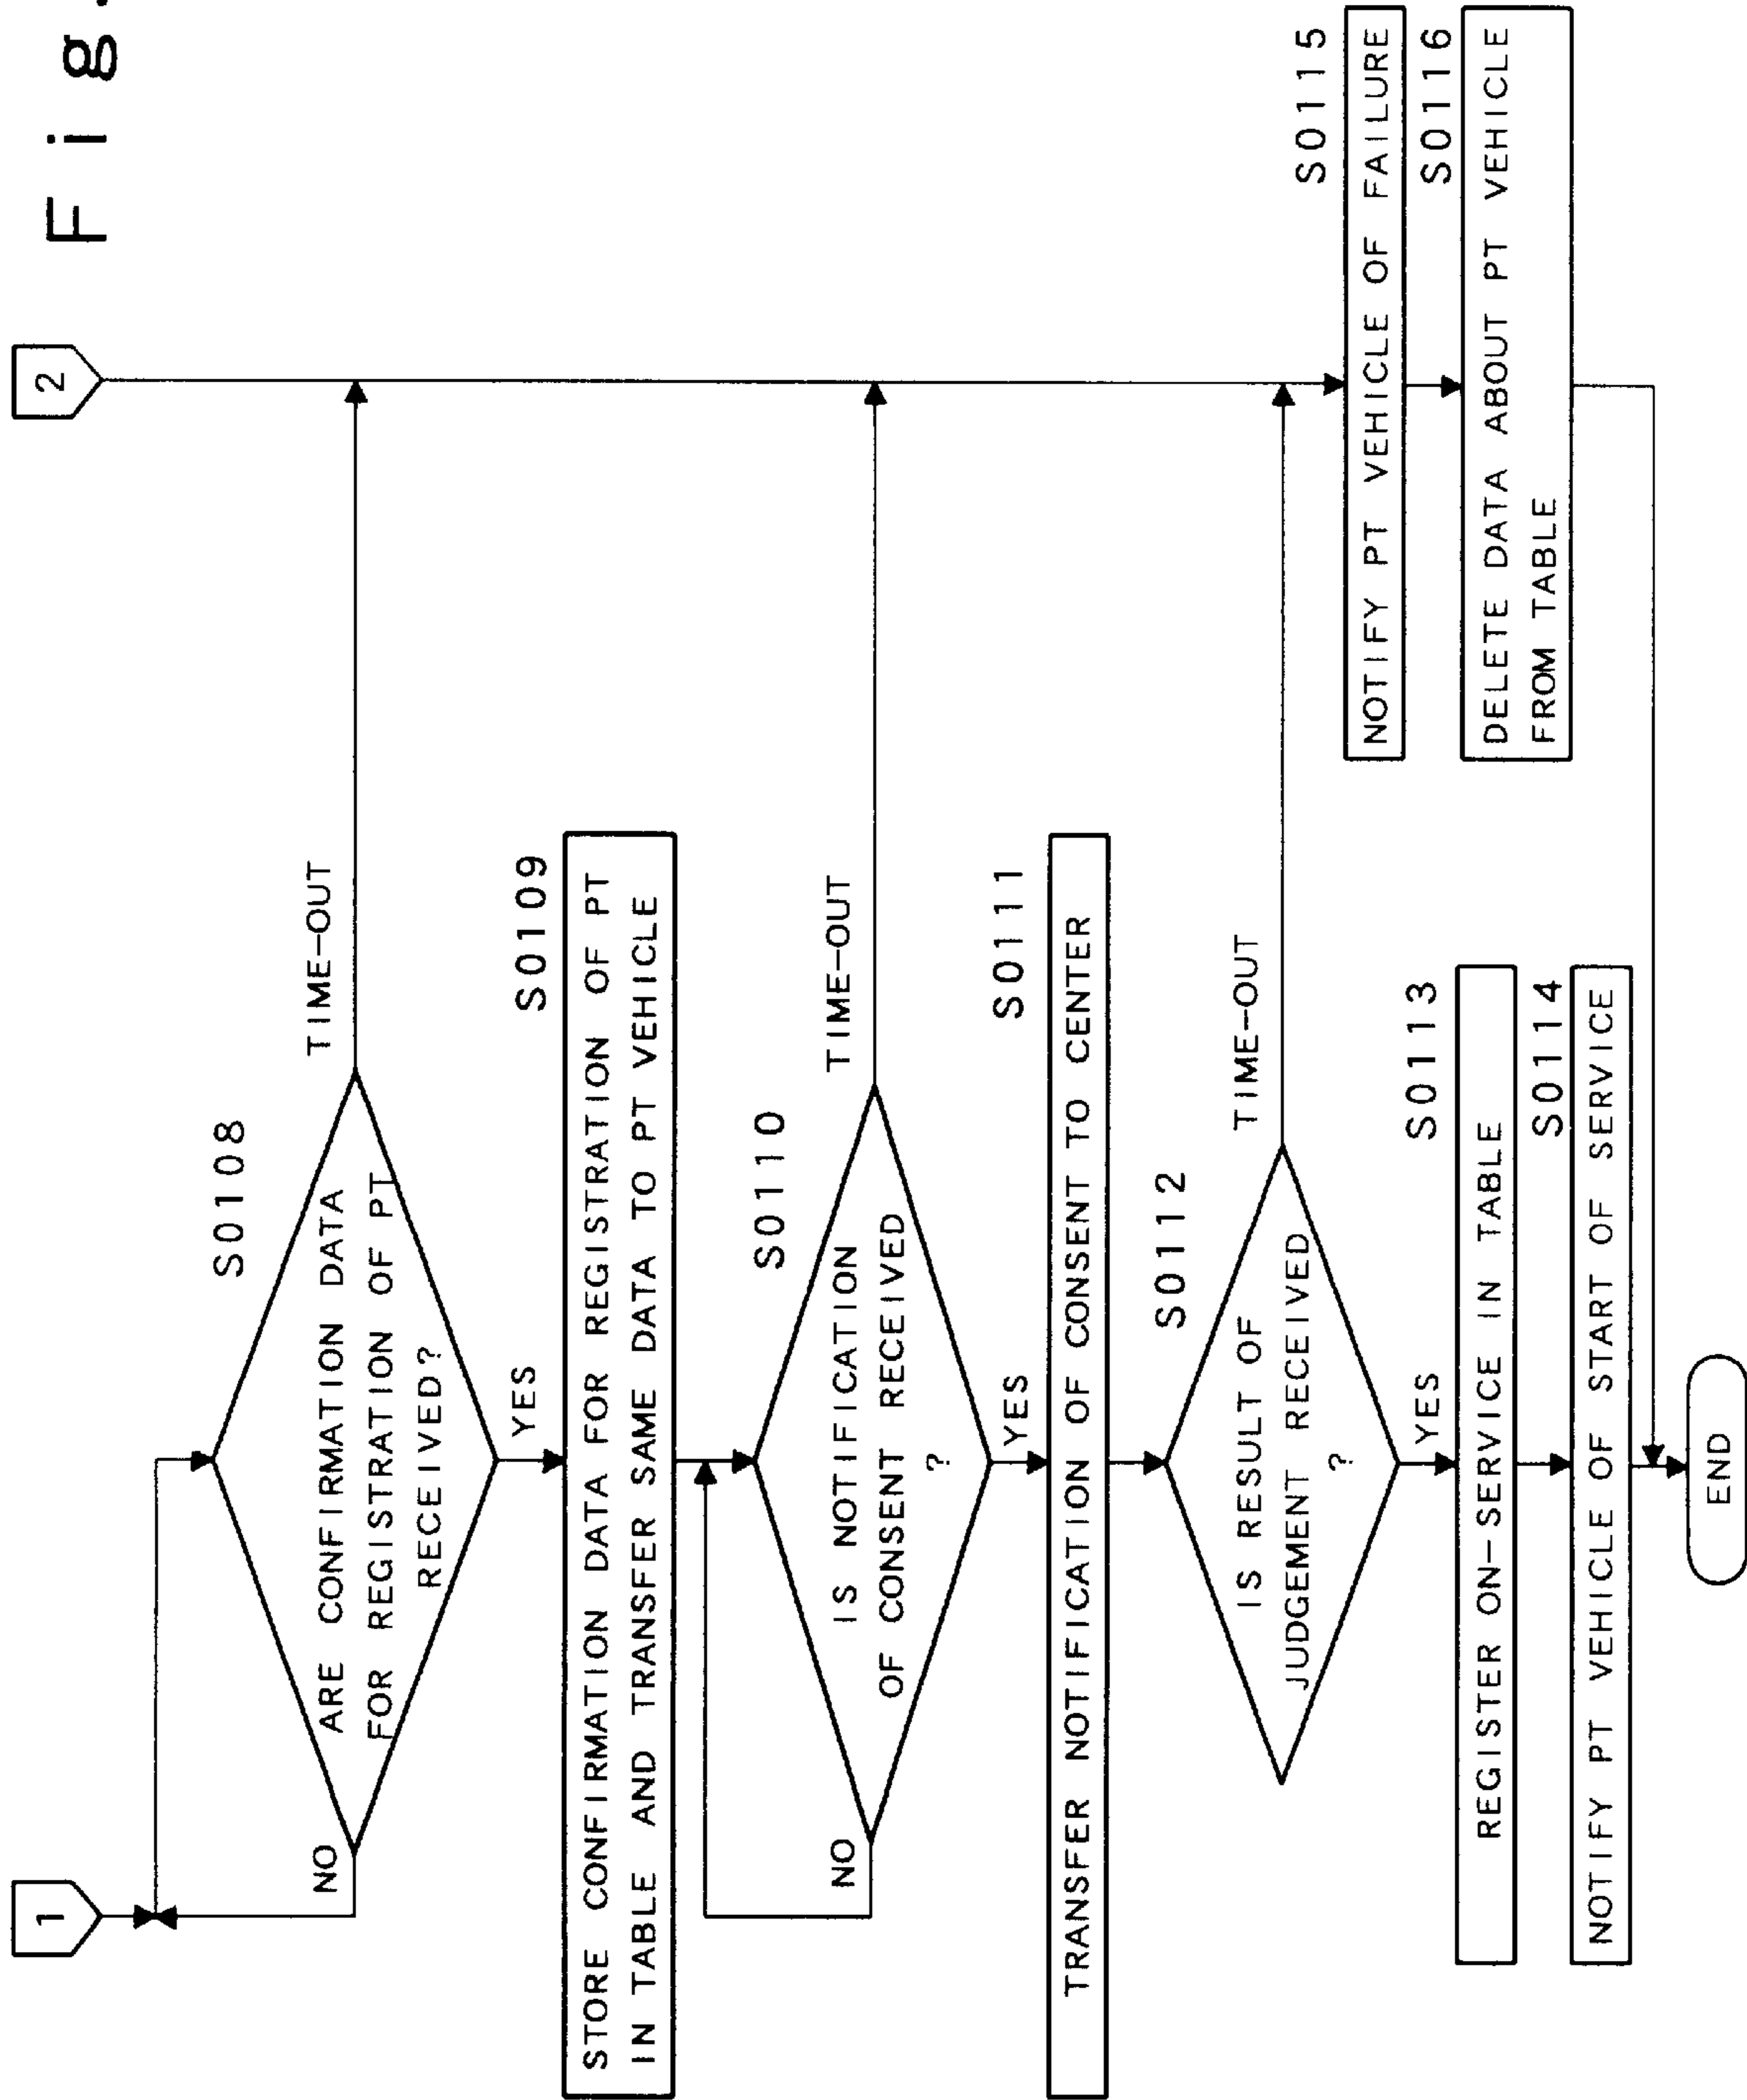 Fig.
1
2
S0108
ARE CONFIRMATION DATA
FOR REGISTRATION OF PT
RECEIVED?
NO
TIME-OUT
YES
S0109
STORE CONFIRMATION DATA FOR REGISTRATION OF PT
IN TABLE AND TRANSFER SAME DATA TO PT VEHICLE
S0110
IS NOTIFICATION
OF CONSENT RECEIVED
?
NO
TIME-OUT
YES
S0111
TRANSFER NOTIFICATION OF CONSENT TO CENTER
S0112
IS RESULT OF
JUDGEMENT RECEIVED
?
TIME-OUT
YES
S0113
REGISTER ON-SERVICE IN TABLE
S0114
NOTIFY PT VEHICLE OF START OF SERVICE
S0115
NOTIFY PT VEHICLE OF FAILURE
S0116
DELETE DATA ABOUT PT VEHICLE
FROM TABLE
END